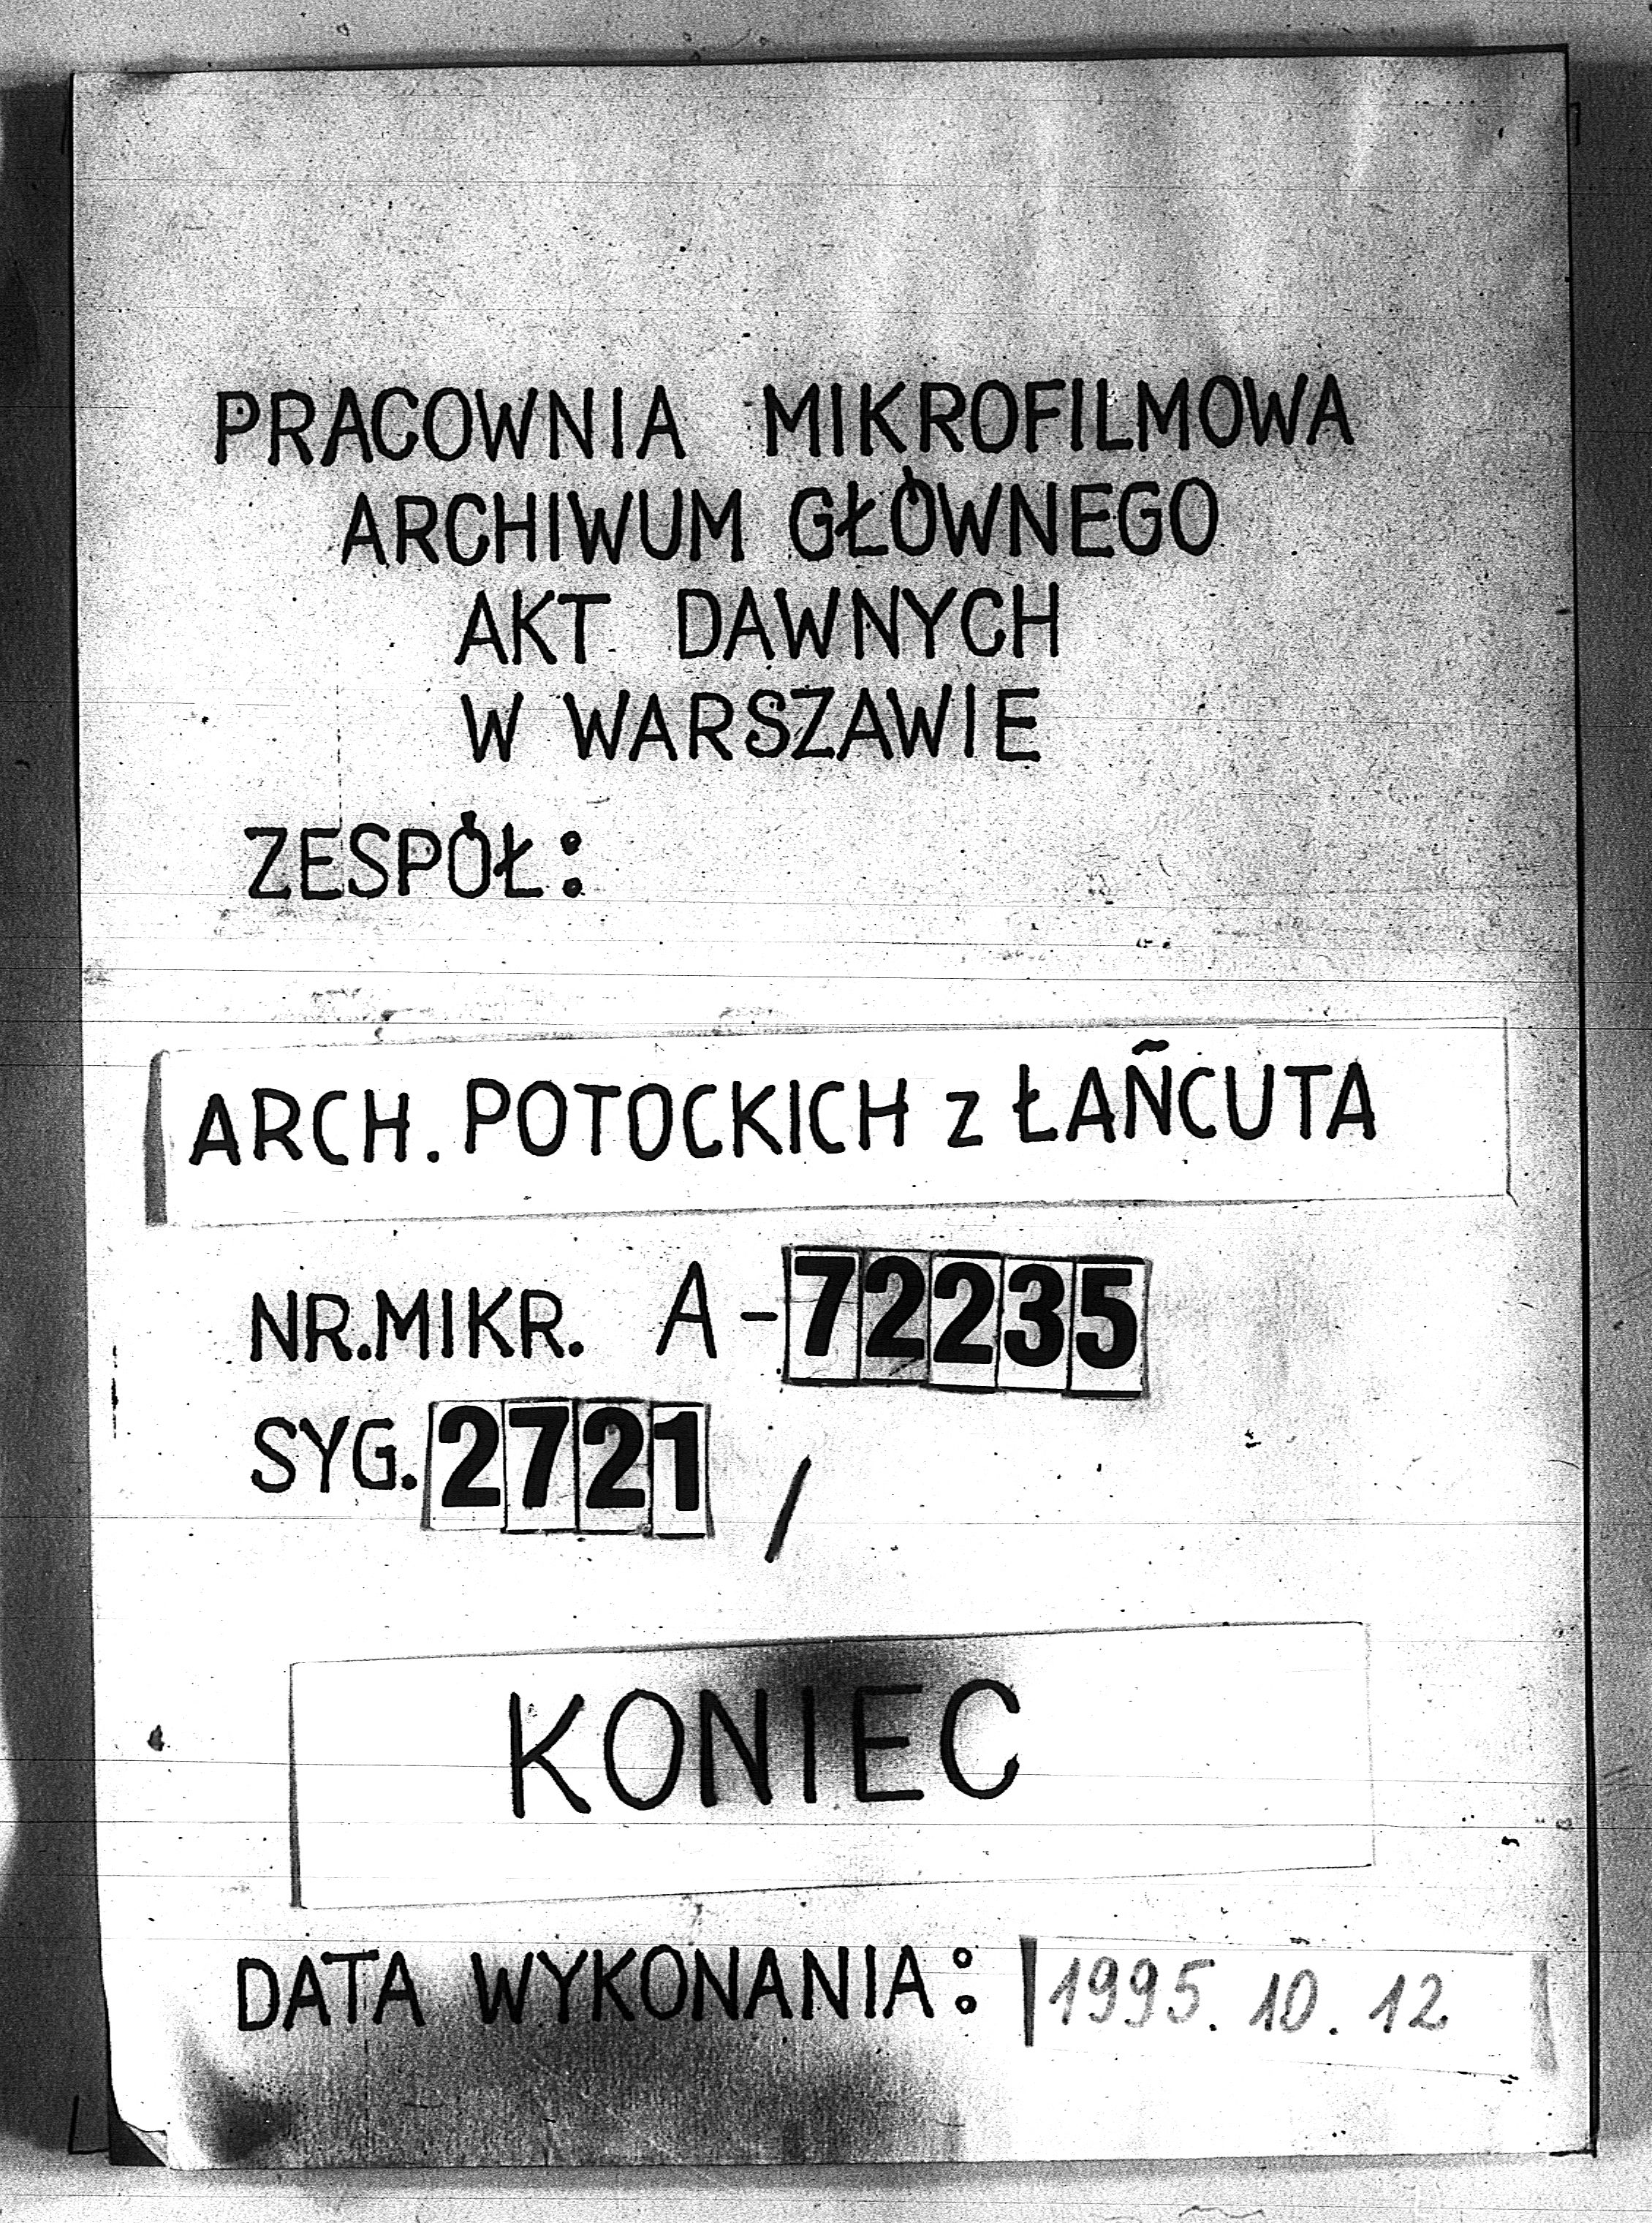 PRACOWNIA MIKROFILMOWA
ARCHIWUM GŁÓWNEGO
AKT DAWNYCH
W WARSZAWIE
ZESPÓŁ:
ARCH. POTOCKICH z ŁAŃCUTA
NR.MIKR. A-72235
SYG. 2721 /
KONIEC
DATA WYKONANIA: 1995.10.12